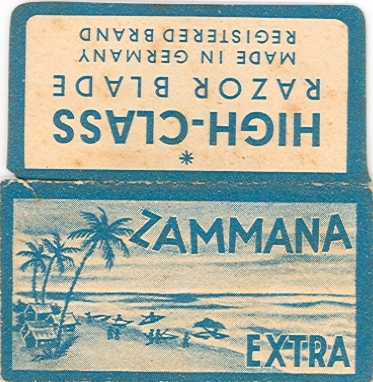 HIGH-CLASS
RAZOR BLADE
MADE IN GERMANY
REGISTERED BRAND
ZAMMANA
EXTRA